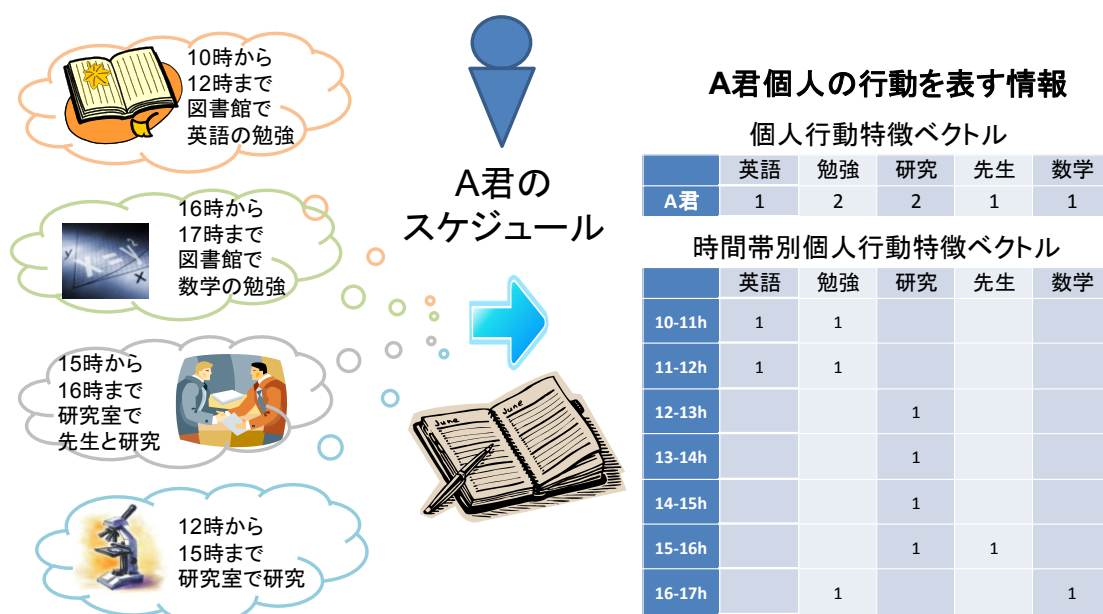 10時から
12時まで
図書館で
英語の勉強
16時から
17時まで
図書館で
数学の勉強
15時から
16時まで
研究室で
先生と研究
12時から
15時まで
研究室で研究
A君の
スケジュール
June
June
A君個人の行動を表す情報
個人行動特徴ベクトル
英語 勉強 研究 先生 数学
A君 1 2 2 1 1
時間帯別個人行動特徴ベクトル
英語 勉強 研究 先生 数学
10-11h 1 1
11-12h 1 1
12-13h 1
13-14h 1
14-15h 1
15-16h 1 1
16-17h 1 1